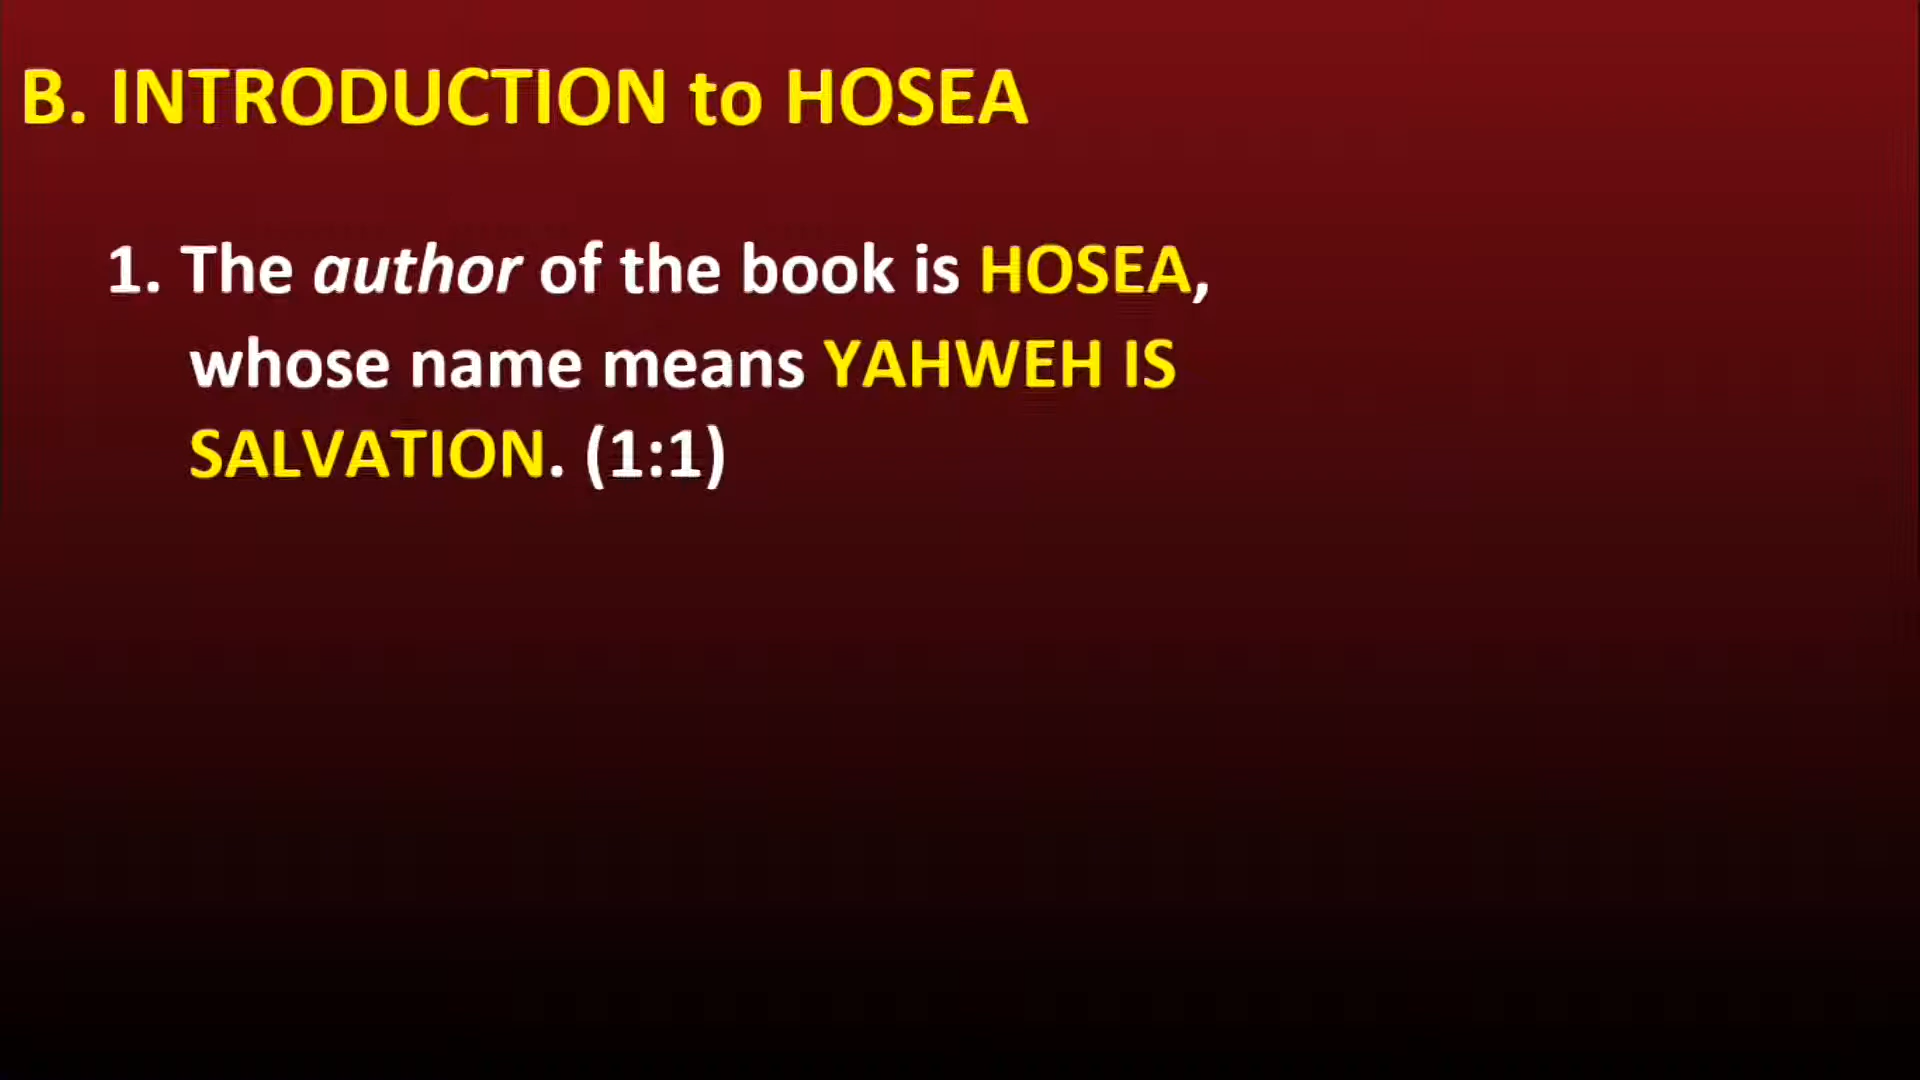 B. INTRODUCTION to HOSEA
1. The author of the book is HOSEA,
whose name means YAHWEH IS
SALVATION. (1:1)